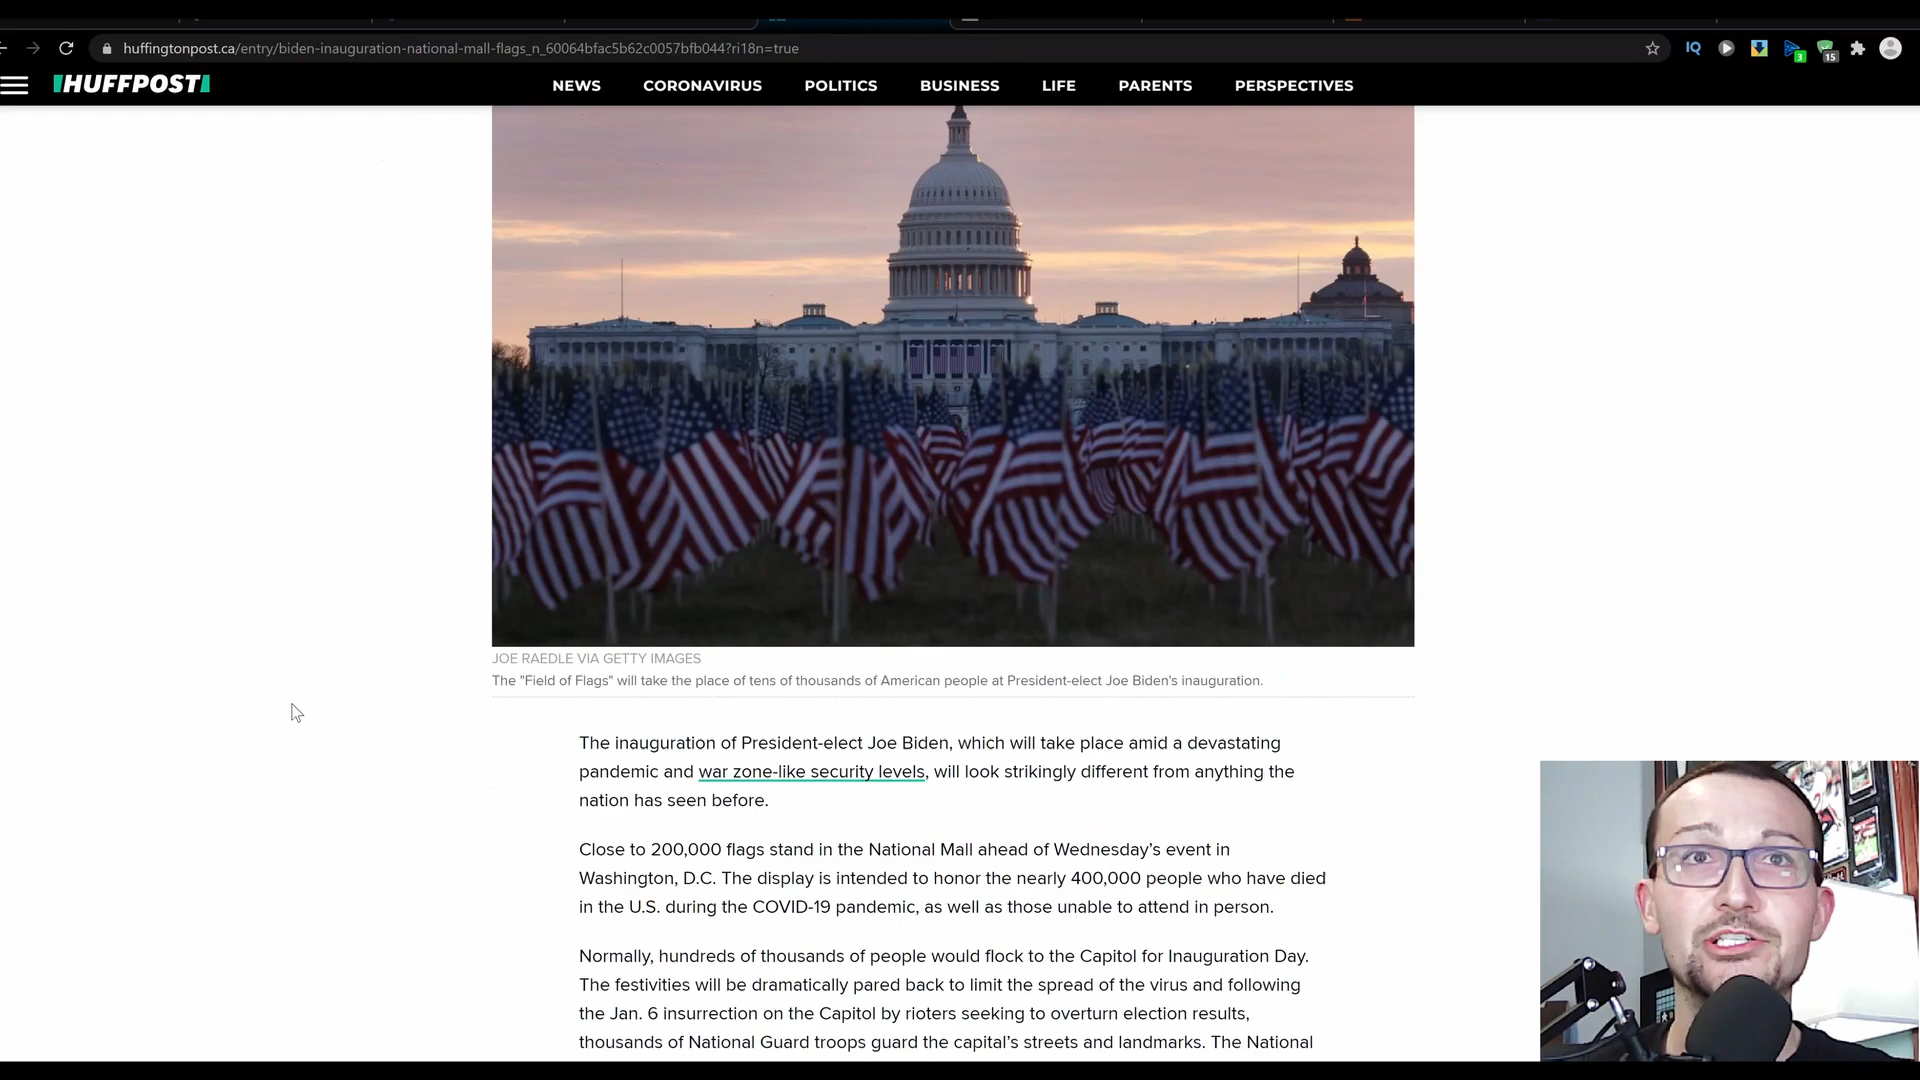 huffingtonpost.ca/entry/biden-inauguration-national-mall-flags_n_60064bfac5b62c0057bfb044?ri18n=true
IQ
3
15
HUFFPOST
NEWS
CORONAVIRUS
POLITICS
BUSINESS
LIFE
PARENTS
PERSPECTIVES
JOE RAEDLE VIA GETTY IMAGES
The "Field of Flags" will take the place of tens of thousands of American people at President-elect Joe Biden's inauguration.
The inauguration of President-elect Joe Biden, which will take place amid a devastating
pandemic and war zone-like security levels, will look strikingly different from anything the
nation has seen before.
Close to 200,000 flags stand in the National Mall ahead of Wednesday’s event in
Washington, D.C. The display is intended to honor the nearly 400,000 people who have died
in the U.S. during the COVID-19 pandemic, as well as those unable to attend in person.
Normally, hundreds of thousands of people would flock to the Capitol for Inauguration Day.
The festivities will be dramatically pared back to limit the spread of the virus and following
the Jan. 6 insurrection on the Capitol by rioters seeking to overturn election results,
thousands of National Guard troops guard the capital’s streets and landmarks. The National